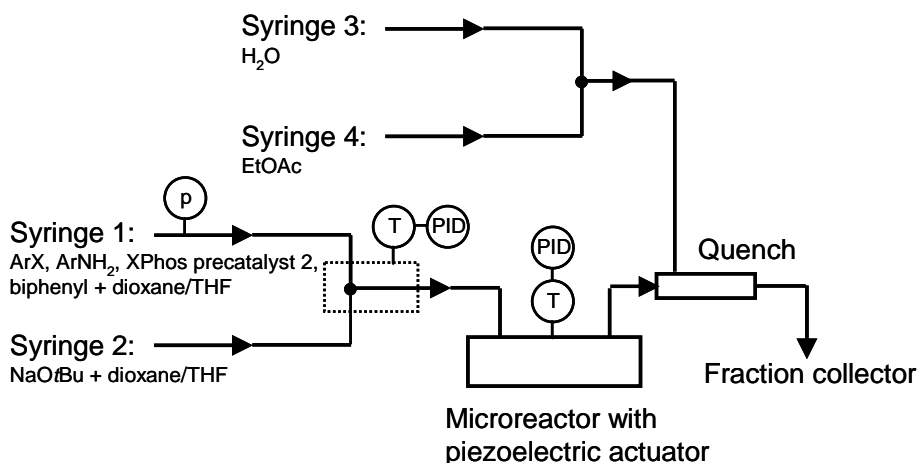 Syringe 3:
H₂O
Syringe 4:
EtOAc
p
Syringe 1:
ArX, ArNH₂, XPhos precatalyst 2,
biphenyl + dioxane/THF
T PID
PID
T
Quench
Syringe 2:
NaOtBu + dioxane/THF
Fraction collector
Microreactor with
piezoelectric actuator